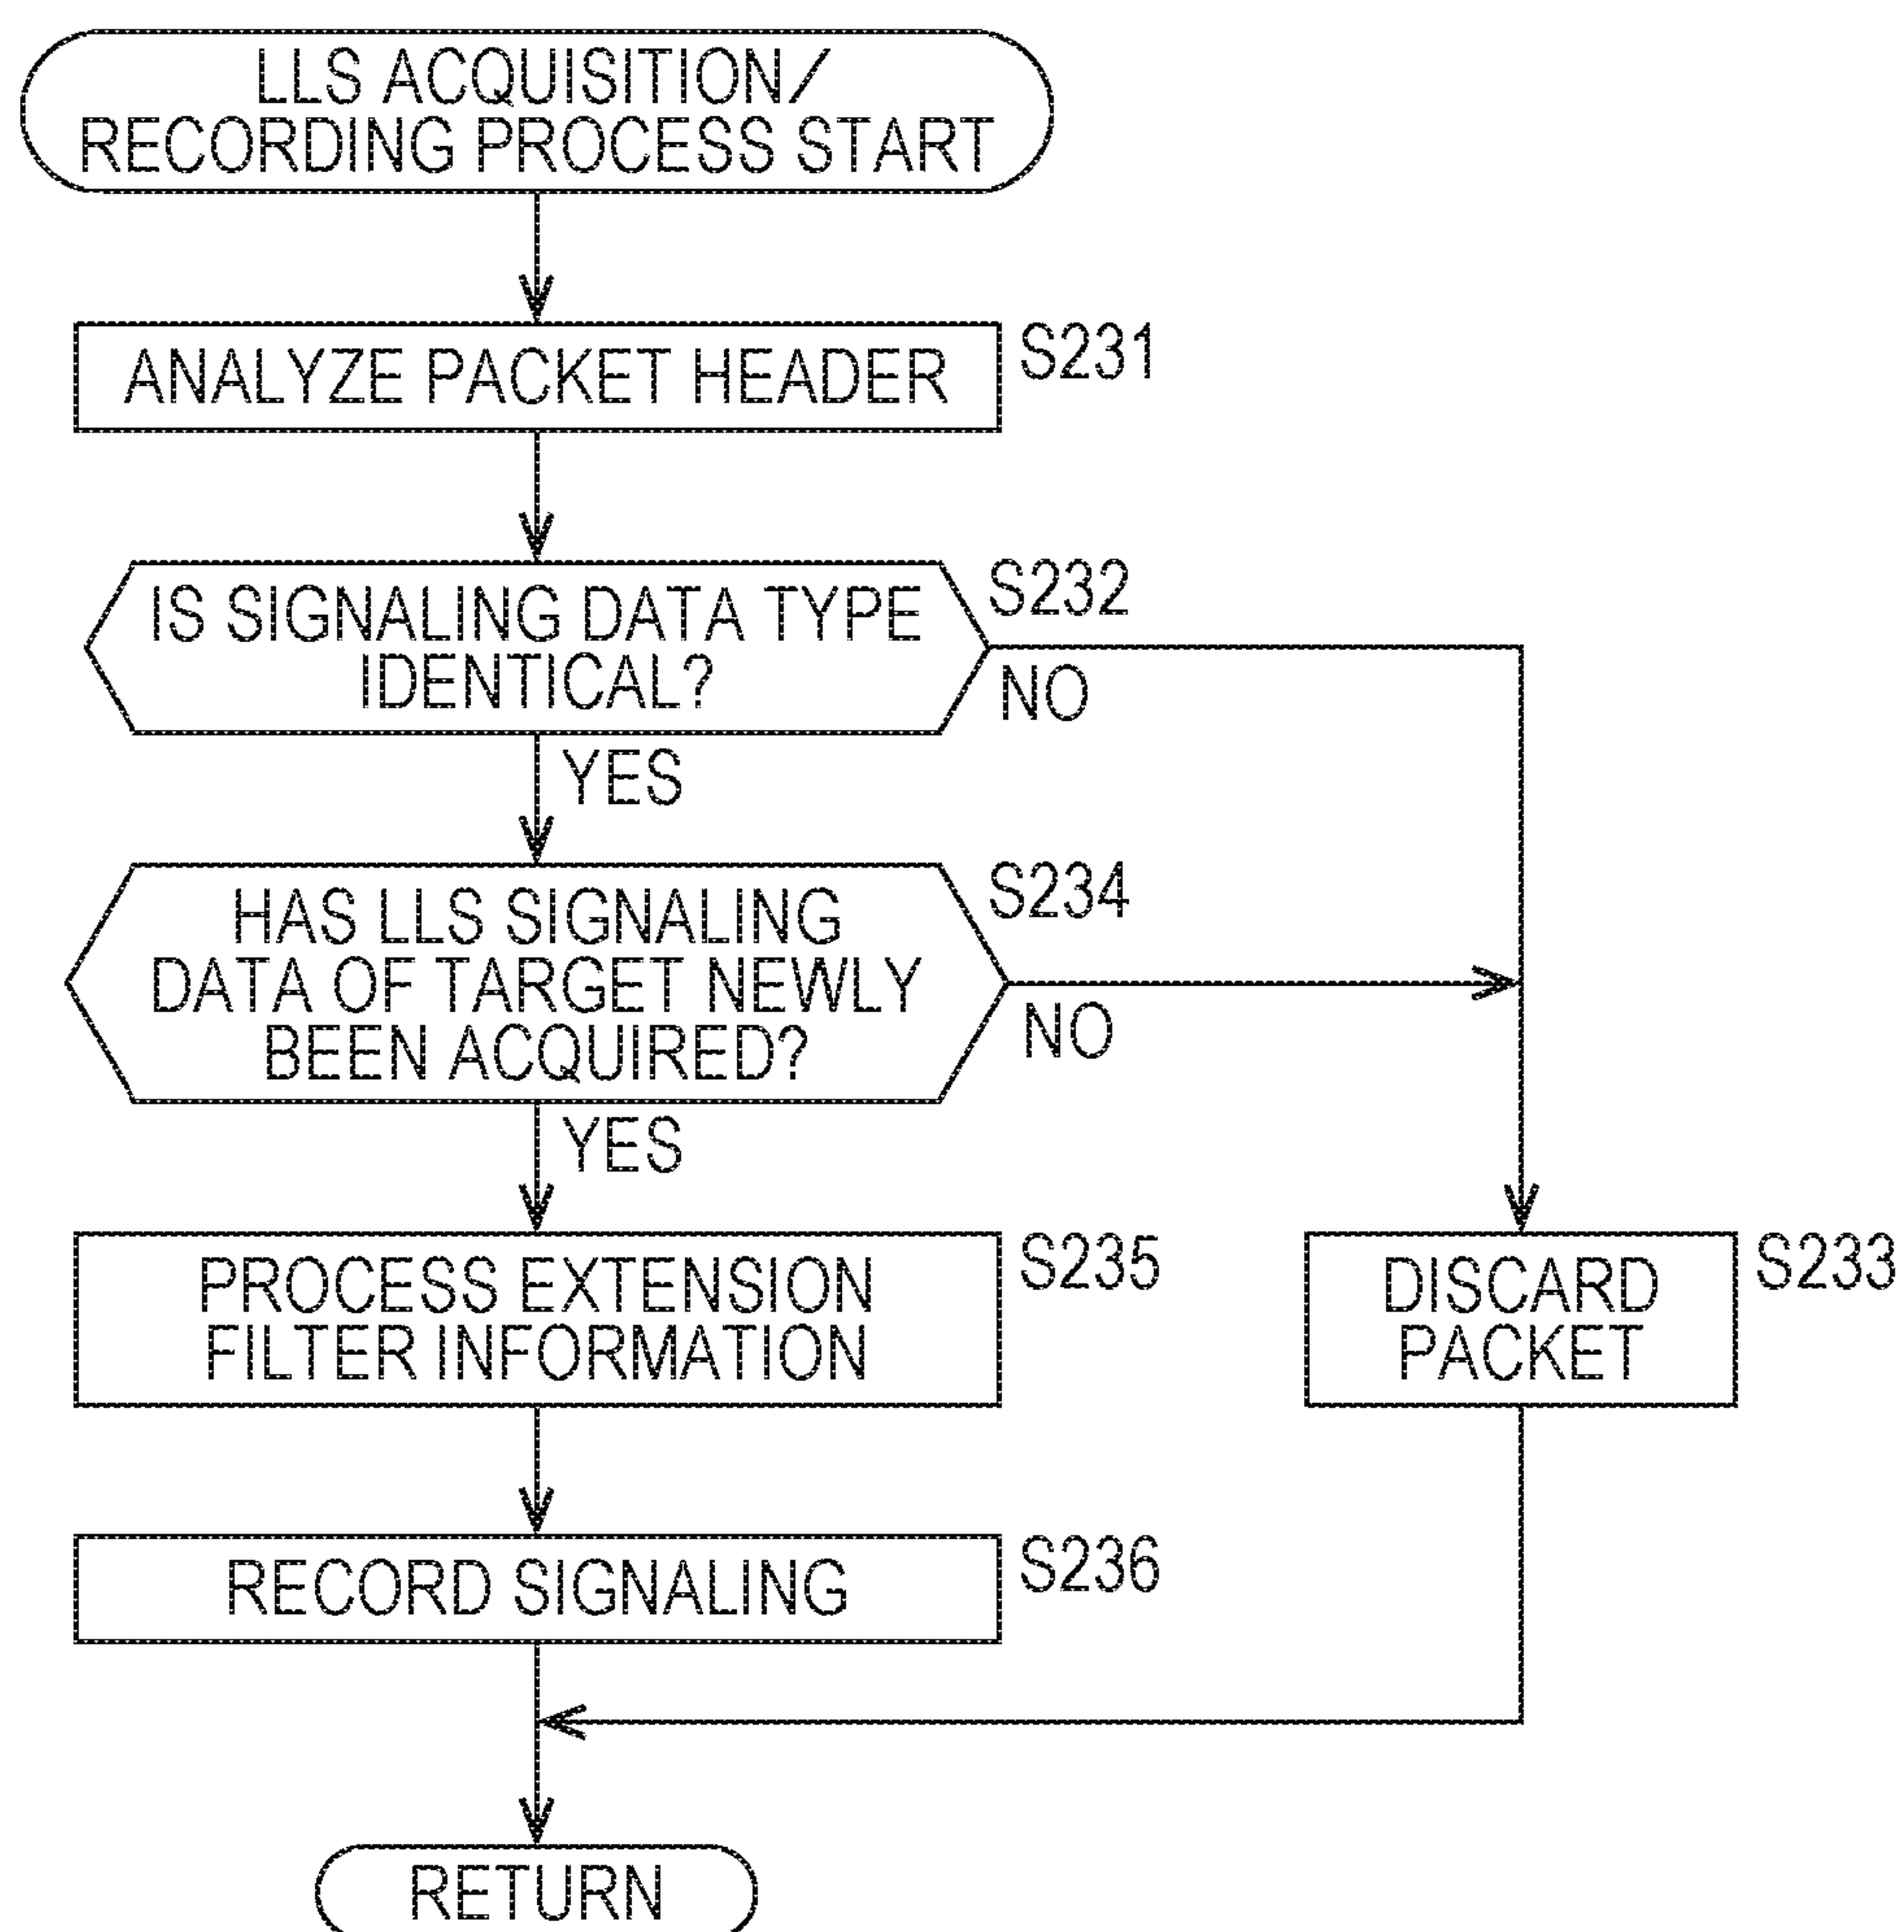 LLS ACQUISITION/
RECORDING PROCESS START
ANALYZE PACKET HEADER
S231
IS SIGNALING DATA TYPE
IDENTICAL?
S232
NO
YES
HAS LLS SIGNALING
DATA OF TARGET NEWLY
BEEN ACQUIRED?
S234
NO
YES
PROCESS EXTENSION
FILTER INFORMATION
S235
DISCARD
PACKET
S233
RECORD SIGNALING
S236
RETURN